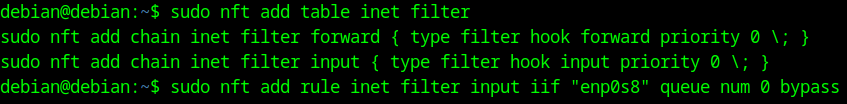 debian@debian:~$ sudo nft add table inet filter
sudo nft add chain inet filter forward { type filter hook forward priority 0 \; }
sudo nft add chain inet filter input { type filter hook input priority 0 \; }
debian@debian:~$ sudo nft add rule inet filter input iif "enp0s8" queue num 0 bypass